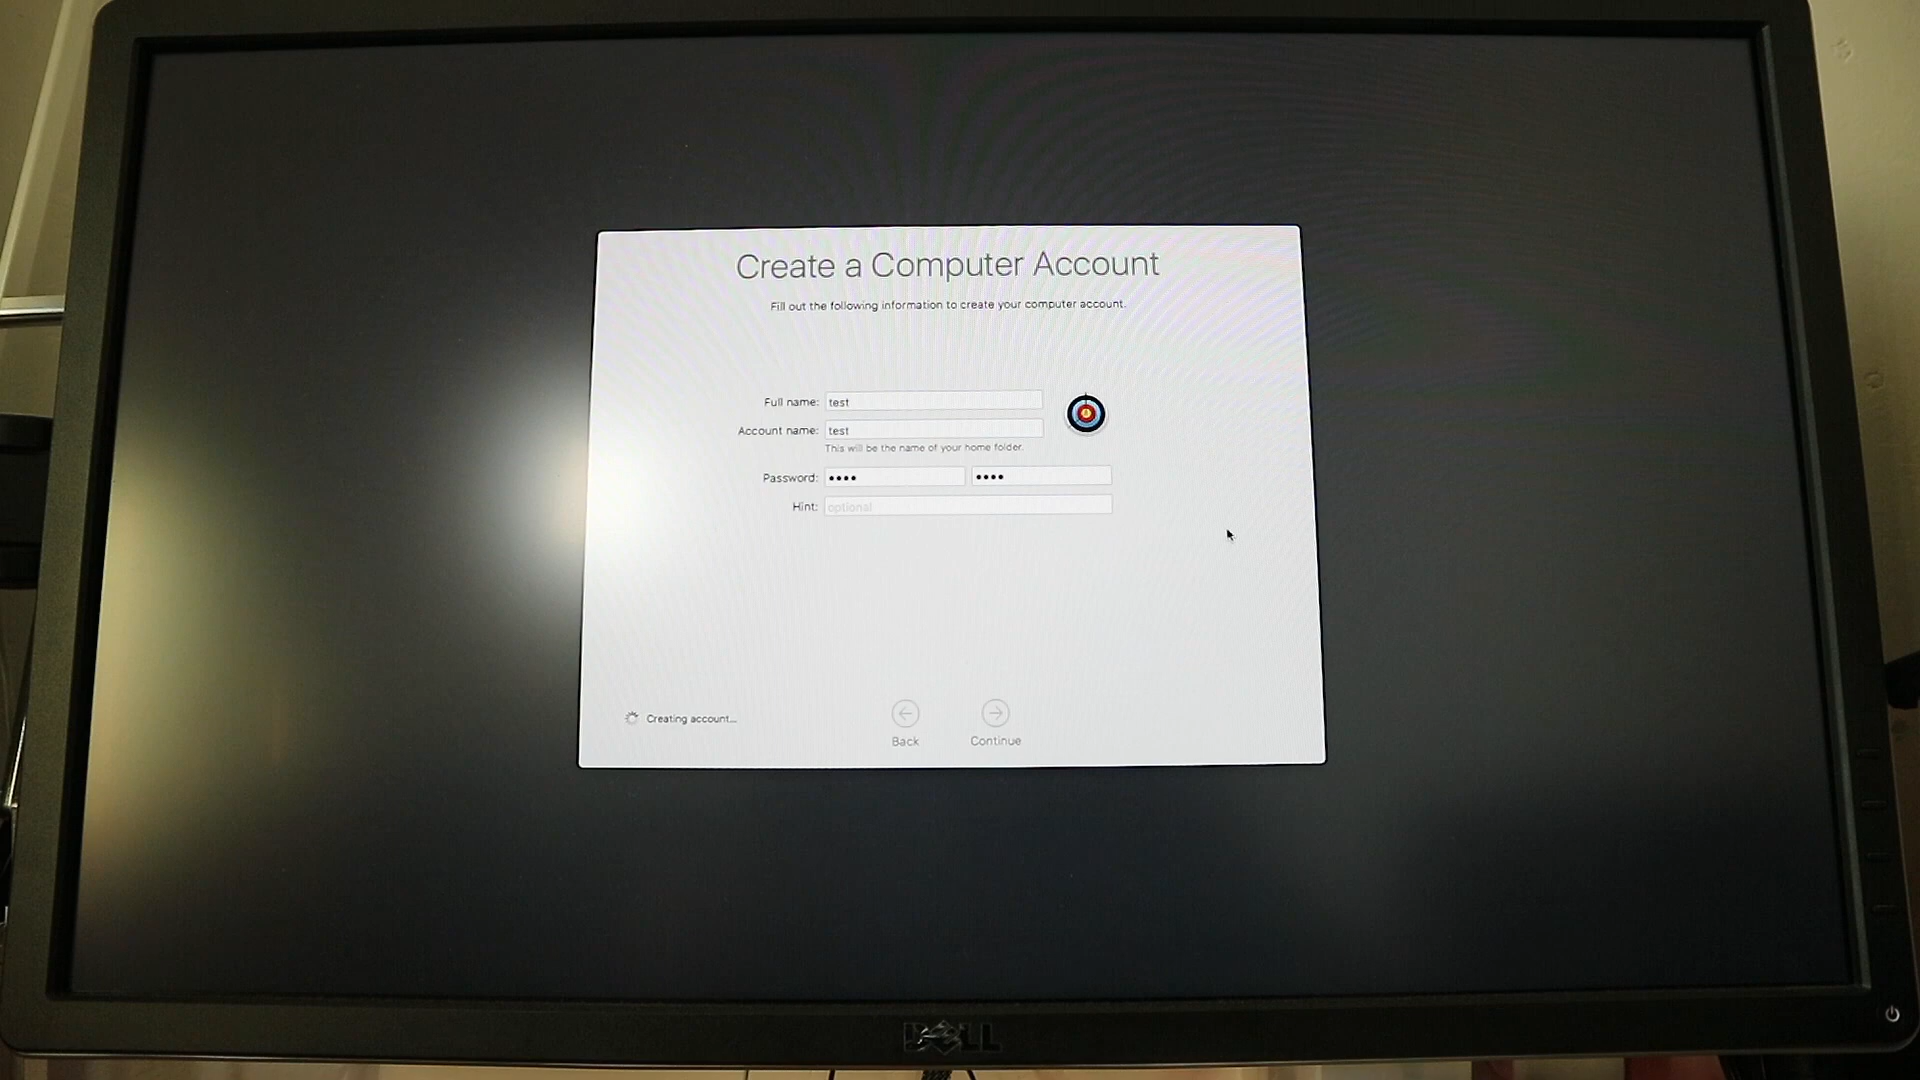 Create a Computer Account
Fill out the following information to create your computer account.
Full name: test
Account name: test
This will be the name of your home folder.
Password: •••• ••••
Hint: optional
Creating account...
Back Continue
DELL